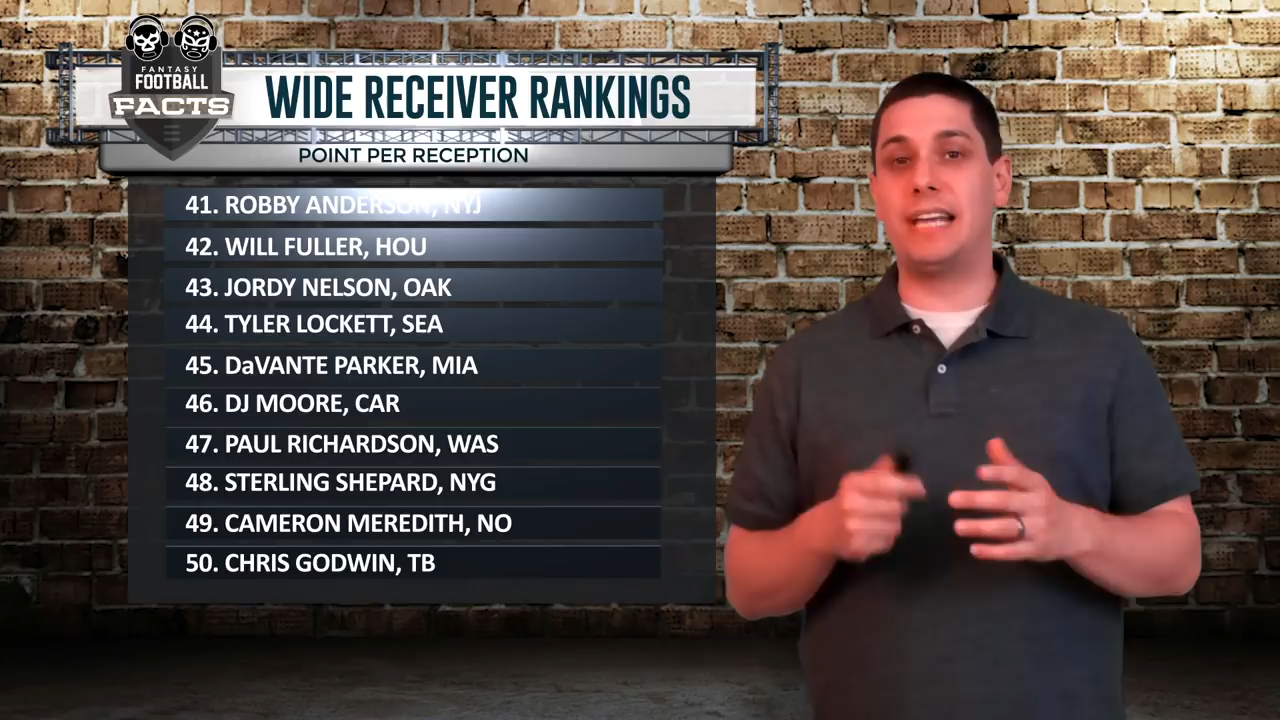 FANTASY
FOOTBALL
FACTS
WIDE RECEIVER RANKINGS
POINT PER RECEPTION
41. ROBBY ANDERSON, NYJ
42. WILL FULLER, HOU
43. JORDY NELSON, OAK
44. TYLER LOCKETT, SEA
45. DaVANTE PARKER, MIA
46. DJ MOORE, CAR
47. PAUL RICHARDSON, WAS
48. STERLING SHEPARD, NYG
49. CAMERON MEREDITH, NO
50. CHRIS GODWIN, TB